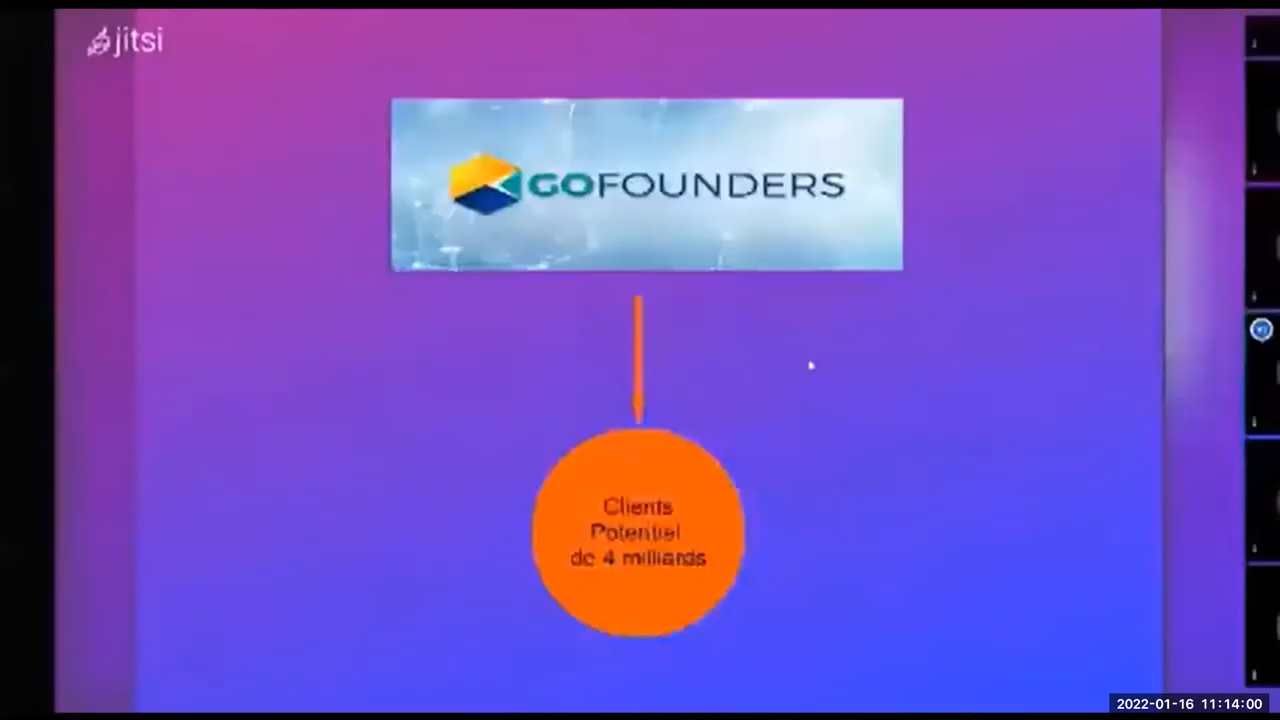 jitsi
GOFOUNDERS
Clients
Potentiel
de 4 milliards
2022-01-16 11:14:00